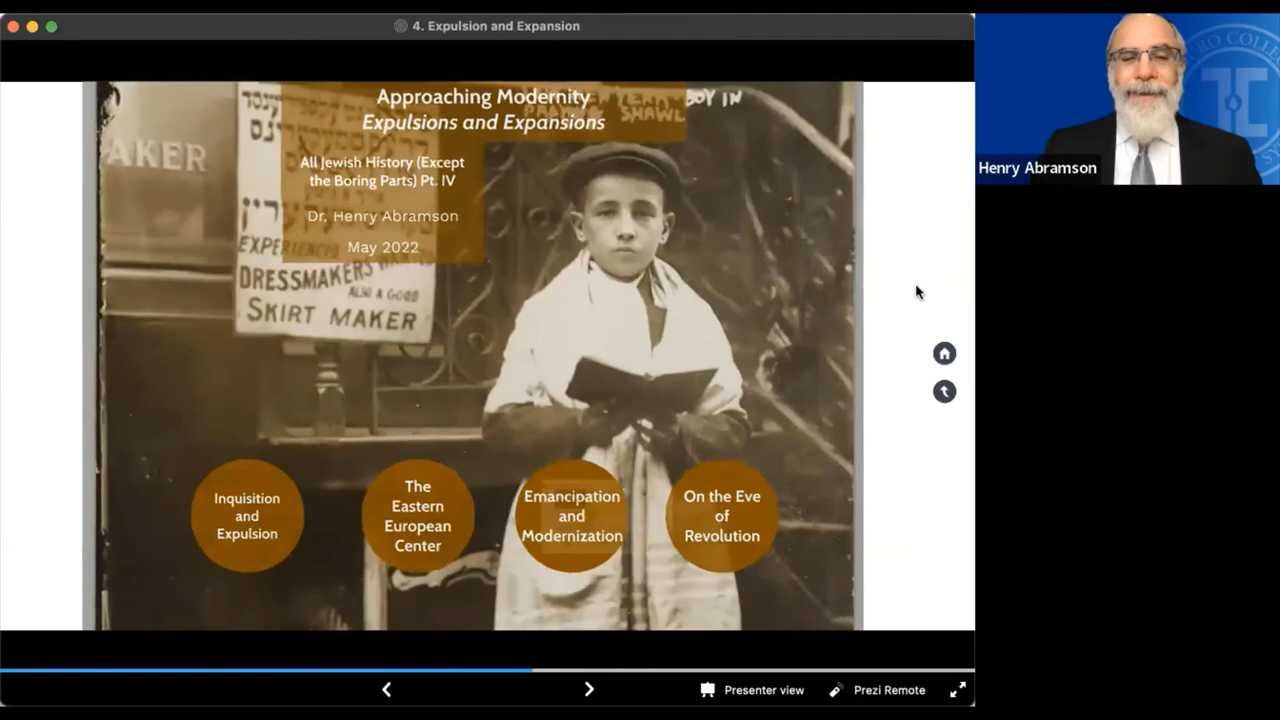 4. Expulsion and Expansion
Approaching Modernity
Expulsions and Expansions
All Jewish History (Except
the Boring Parts) Pt. IV
Dr. Henry Abramson
May 2022
BOY IN
SHAWL
AKER
DRESSMAKERS
ALSO A GOOD
SKIRT MAKER
Inquisition
and
Expulsion
The
Eastern
European
Center
Emancipation
and
Modernization
On the Eve
of
Revolution
Henry Abramson
Presenter view
Prezi Remote